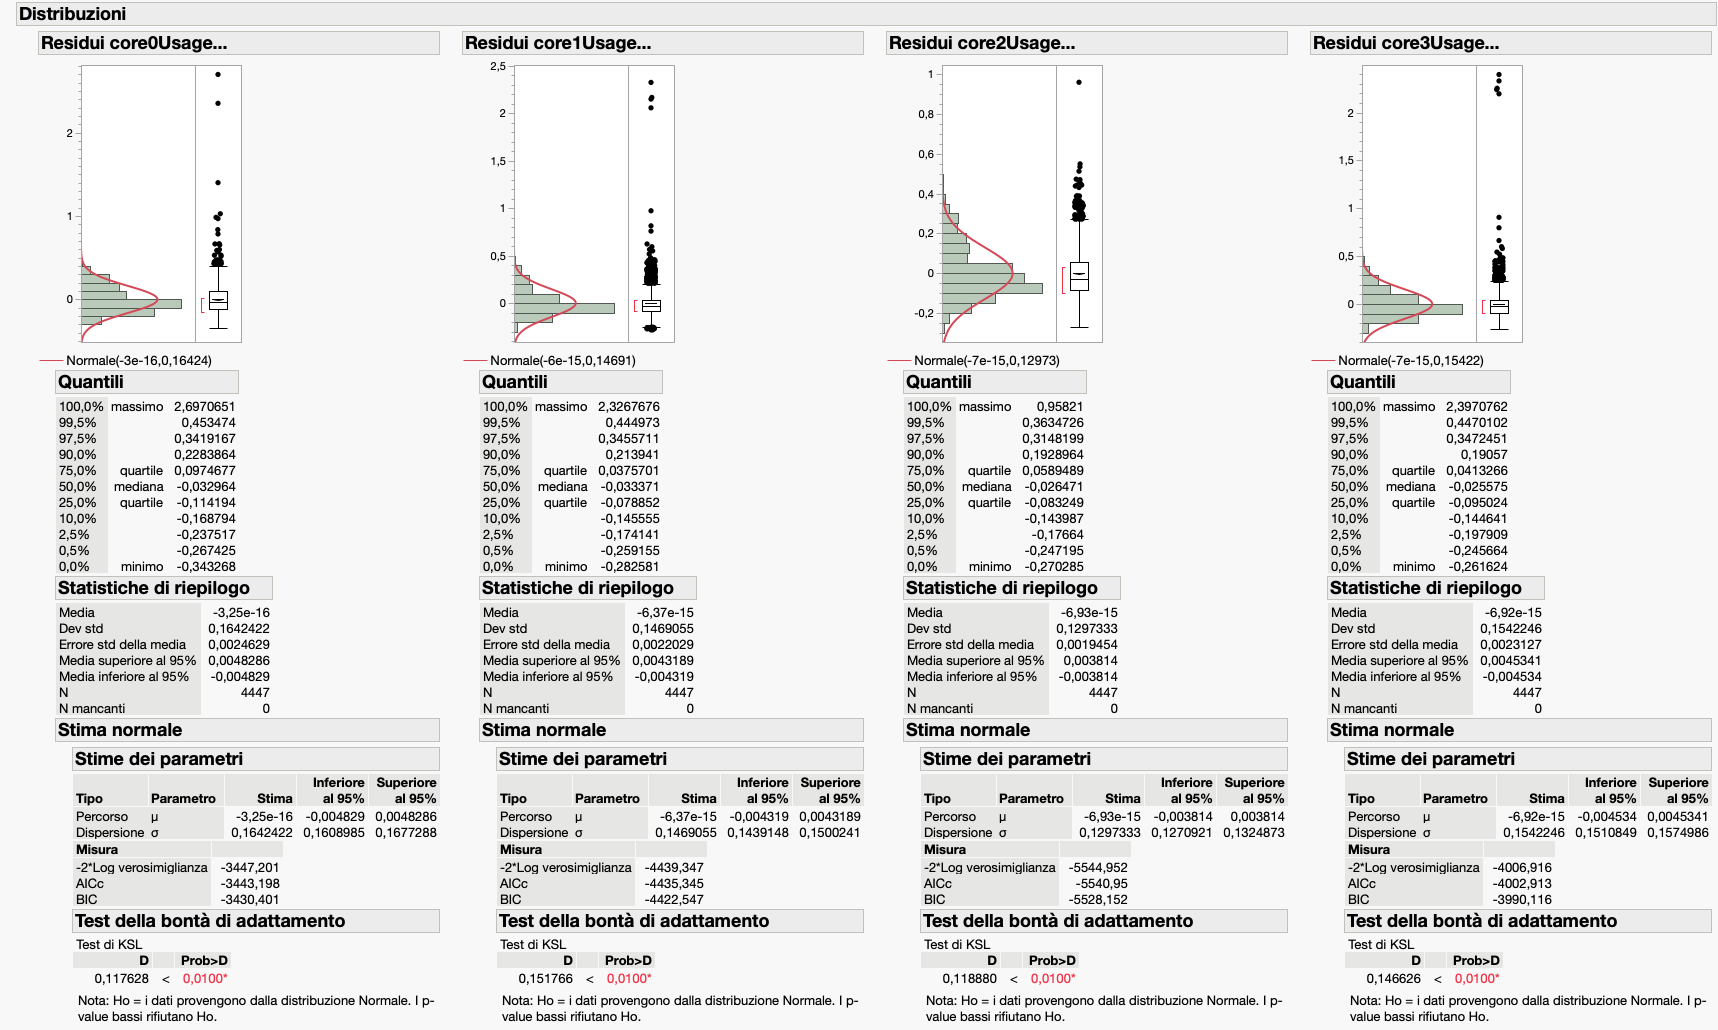 Distribuzioni
Residui core0Usage...
2
1
0
Normale(-3e-16,0,16424)
Quantili
100,0% massimo 2,6970651
99,5% 0,453474
97,5% 0,3419167
90,0% 0,2283864
75,0% quartile 0,0974677
50,0% mediana -0,032964
25,0% quartile -0,114194
10,0% -0,168794
2,5% -0,237517
0,5% -0,267425
0,0% minimo -0,343268
Statistiche di riepilogo
Media -3,25e-16
Dev std 0,1642422
Errore std della media 0,0024629
Media superiore al 95% 0,0048286
Media inferiore al 95% -0,004829
N 4447
N mancanti 0
Stima normale
Stime dei parametri
Tipo Parametro Stima Inferiore al 95% Superiore al 95%
Percorso μ -3,25e-16 -0,004829 0,0048286
Dispersione σ 0,1642422 0,1608985 0,1677288
Misura
-2*Log verosimiglianza -3447,201
AICc -3443,198
BIC -3430,401
Test della bontà di adattamento
Test di KSL
D Prob>D
0,117628 < 0,0100*
Nota: Ho = i dati provengono dalla distribuzione Normale. I p-
value bassi rifiutano Ho.
Residui core1Usage...
2,5
2
1,5
1
0,5
0
Normale(-6e-15,0,14691)
Quantili
100,0% massimo 2,3267676
99,5% 0,444973
97,5% 0,3455711
90,0% 0,213941
75,0% quartile 0,0375701
50,0% mediana -0,033371
25,0% quartile -0,078852
10,0% -0,145555
2,5% -0,174141
0,5% -0,259155
0,0% minimo -0,282581
Statistiche di riepilogo
Media -6,37e-15
Dev std 0,1469055
Errore std della media 0,0022029
Media superiore al 95% 0,0043189
Media inferiore al 95% -0,004319
N 4447
N mancanti 0
Stima normale
Stime dei parametri
Tipo Parametro Stima Inferiore al 95% Superiore al 95%
Percorso μ -6,37e-15 -0,004319 0,0043189
Dispersione σ 0,1469055 0,1439148 0,1500241
Misura
-2*Log verosimiglianza -4439,347
AICc -4435,345
BIC -4422,547
Test della bontà di adattamento
Test di KSL
D Prob>D
0,151766 < 0,0100*
Nota: Ho = i dati provengono dalla distribuzione Normale. I p-
value bassi rifiutano Ho.
Residui core2Usage...
1
0,8
0,6
0,4
0,2
0
-0,2
Normale(-7e-15,0,12973)
Quantili
100,0% massimo 0,95821
99,5% 0,3634726
97,5% 0,3148199
90,0% 0,1928964
75,0% quartile 0,0589489
50,0% mediana -0,026471
25,0% quartile -0,083249
10,0% -0,143987
2,5% -0,17664
0,5% -0,247195
0,0% minimo -0,270285
Statistiche di riepilogo
Media -6,93e-15
Dev std 0,1297333
Errore std della media 0,0019454
Media superiore al 95% 0,003814
Media inferiore al 95% -0,003814
N 4447
N mancanti 0
Stima normale
Stime dei parametri
Tipo Parametro Stima Inferiore al 95% Superiore al 95%
Percorso μ -6,93e-15 -0,003814 0,003814
Dispersione σ 0,1297333 0,1270921 0,1324873
Misura
-2*Log verosimiglianza -5544,952
AICc -5540,95
BIC -5528,152
Test della bontà di adattamento
Test di KSL
D Prob>D
0,118880 < 0,0100*
Nota: Ho = i dati provengono dalla distribuzione Normale. I p-
value bassi rifiutano Ho.
Residui core3Usage...
2
1,5
1
0,5
0
Normale(-7e-15,0,15422)
Quantili
100,0% massimo 2,3970762
99,5% 0,4470102
97,5% 0,3472451
90,0% 0,19057
75,0% quartile 0,0413266
50,0% mediana -0,025575
25,0% quartile -0,095024
10,0% -0,144641
2,5% -0,197909
0,5% -0,245664
0,0% minimo -0,261624
Statistiche di riepilogo
Media -6,92e-15
Dev std 0,1542246
Errore std della media 0,0023127
Media superiore al 95% 0,0045341
Media inferiore al 95% -0,004534
N 4447
N mancanti 0
Stima normale
Stime dei parametri
Tipo Parametro Stima Inferiore al 95% Superiore al 95%
Percorso μ -6,92e-15 -0,004534 0,0045341
Dispersione σ 0,1542246 0,1510849 0,1574986
Misura
-2*Log verosimiglianza -4006,916
AICc -4002,913
BIC -3990,116
Test della bontà di adattamento
Test di KSL
D Prob>D
0,146626 < 0,0100*
Nota: Ho = i dati provengono dalla distribuzione Normale. I p-
value bassi rifiutano Ho.